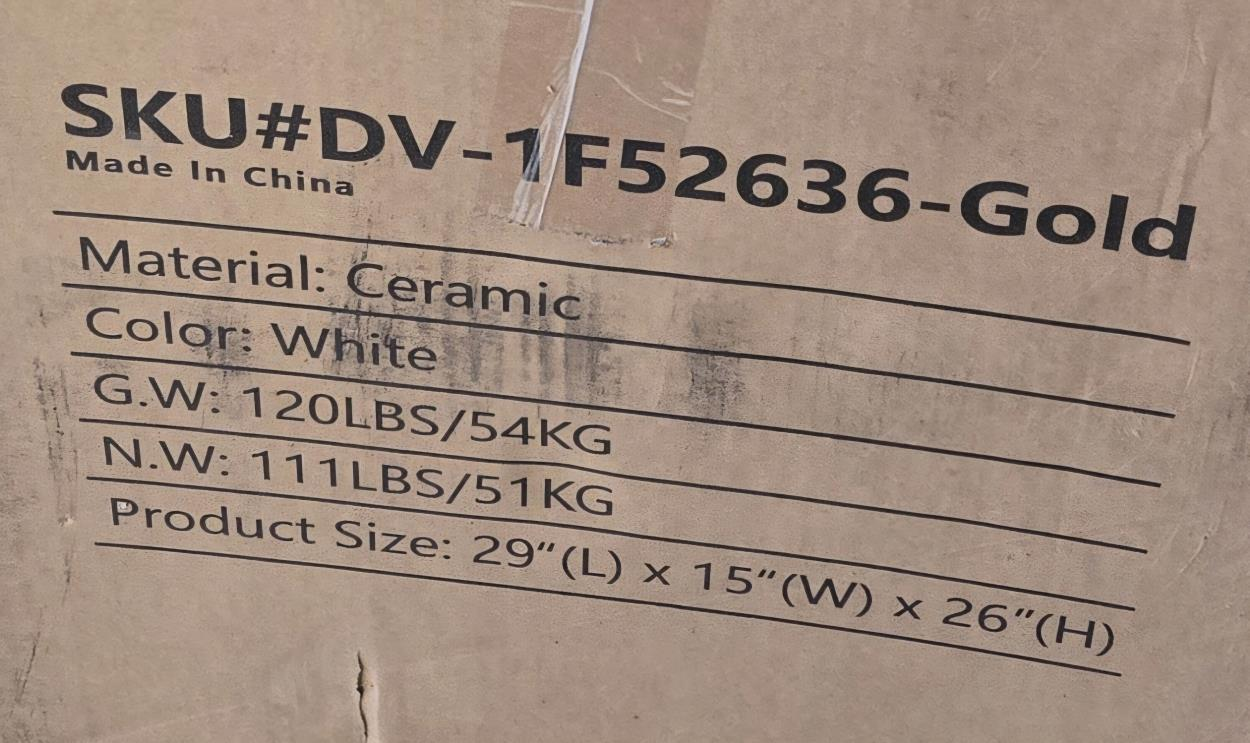 SKU#DV-1F52636-Gold
Made In China
Material: Ceramic
Color: White
G.W: 120LBS/54KG
N.W: 111LBS/51KG
Product Size: 29″(L) x 15″(W) x 26″(H)